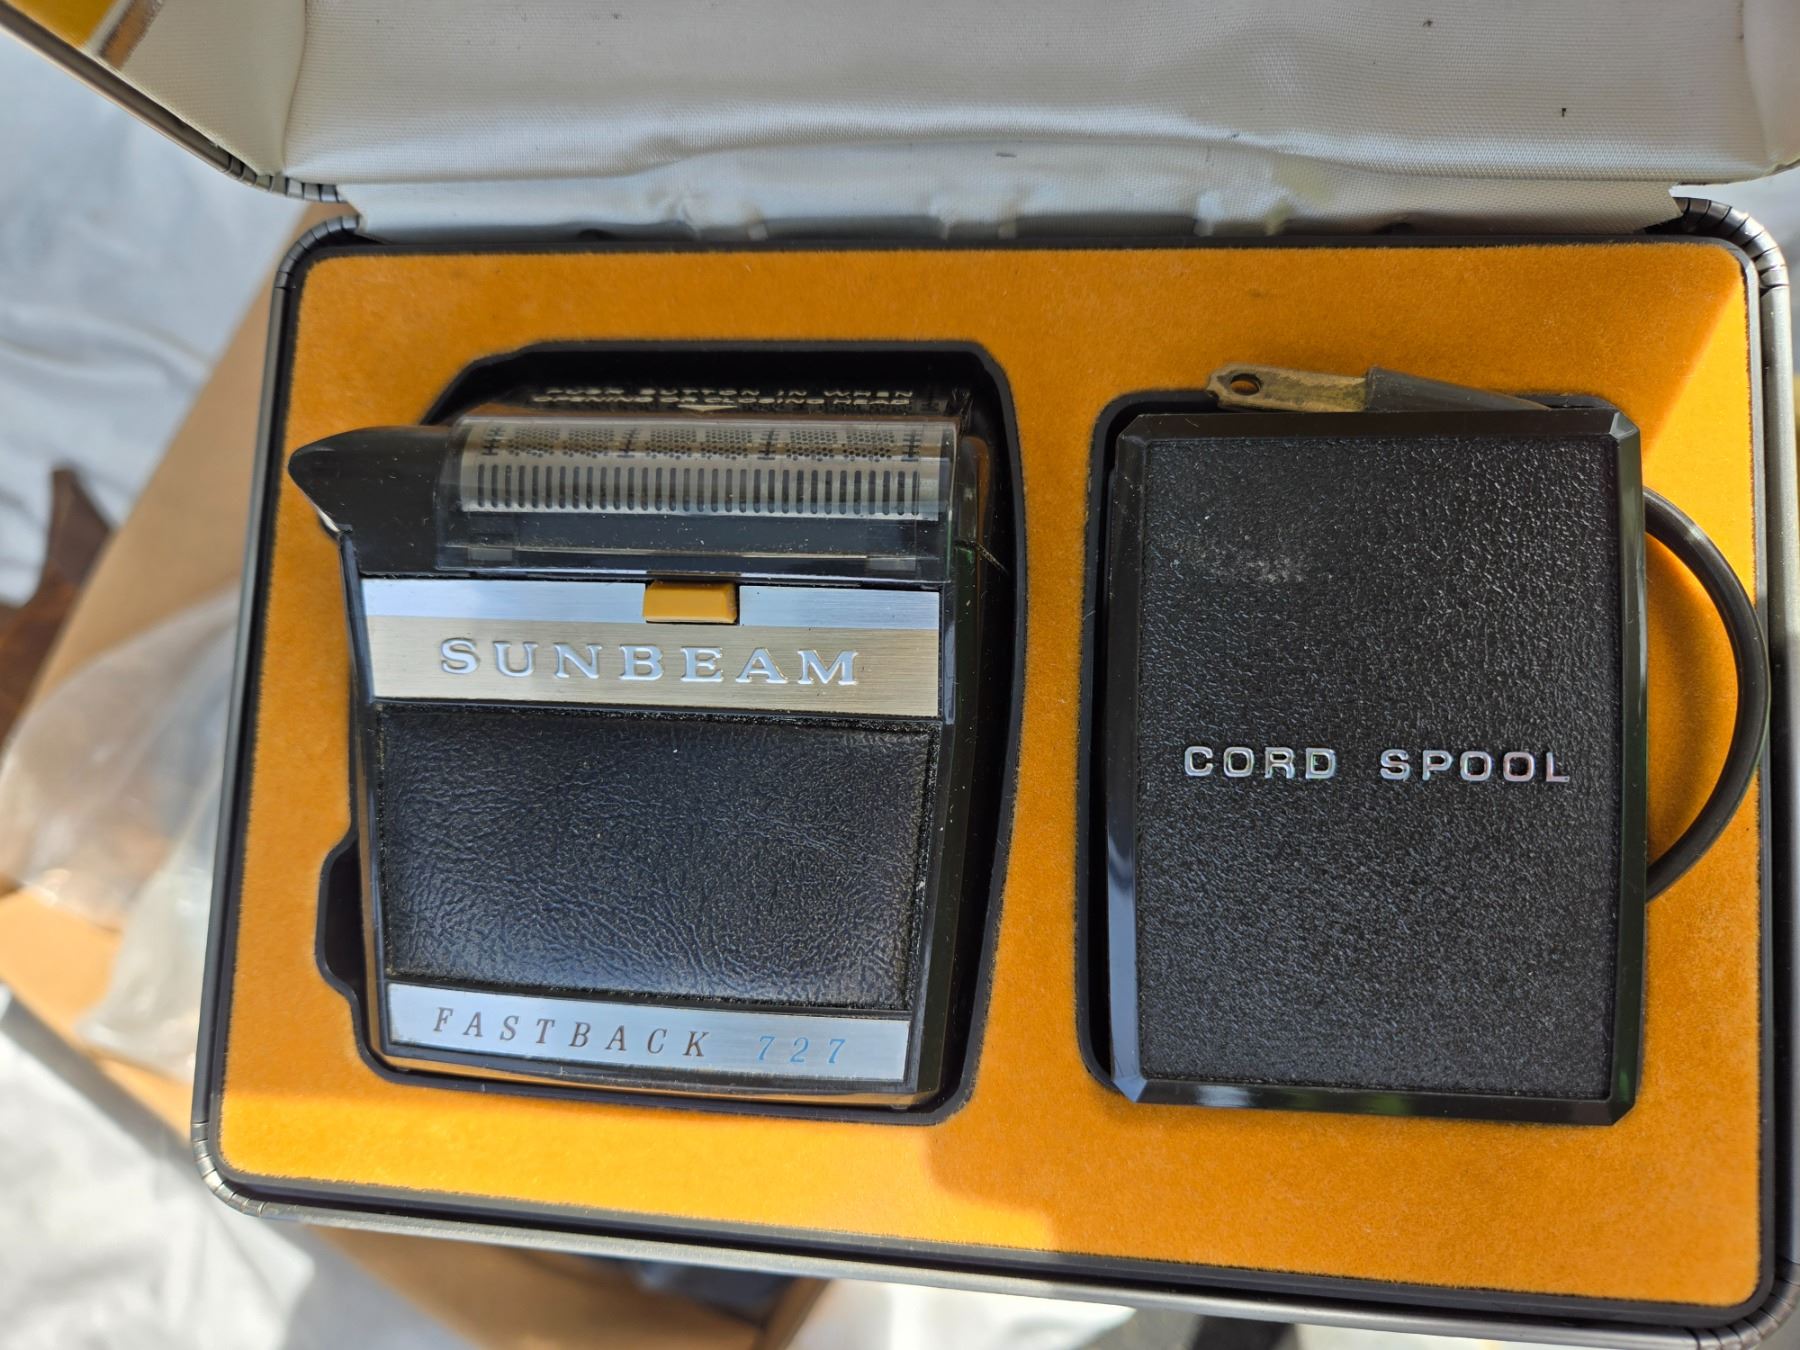 PUSH BUTTON IN WHEN
OPENING OR CLOSING HEAD
SUNBEAM
FASTBACK 727
CORD SPOOL